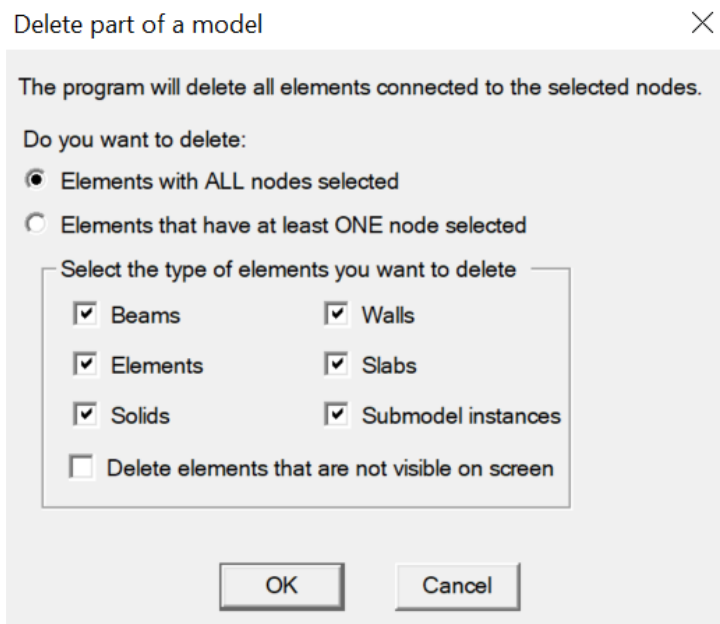 Delete part of a model
The program will delete all elements connected to the selected nodes.
Do you want to delete:
Elements with ALL nodes selected
Elements that have at least ONE node selected
Select the type of elements you want to delete
Beams Walls
Elements Slabs
Solids Submodel instances
Delete elements that are not visible on screen
OK Cancel